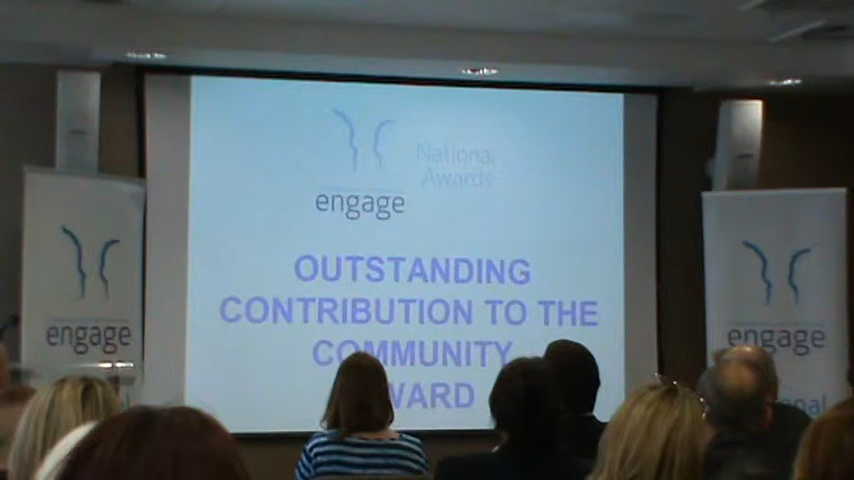 National
Awards
engage
OUTSTANDING
CONTRIBUTION TO THE
COMMUNITY
AWARD
engage
engage